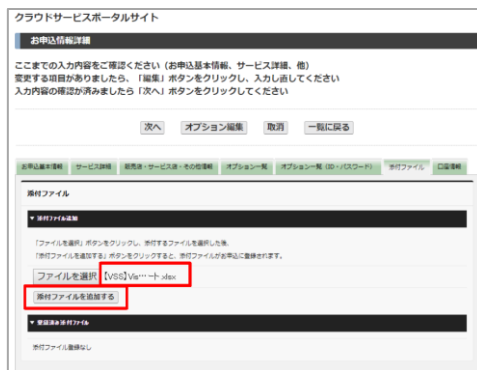 クラウドサービスポータルサイト
お申込情報詳細
ここまでの入力内容をご確認ください（お申込基本情報、サービス詳細、他）
変更する項目がありましたら、「編集」ボタンをクリックし、入力し直してください
入力内容の確認が済みましたら「次へ」ボタンをクリックしてください
次へ オプション編集 取消 一覧に戻る
お申込基本情報 サービス詳細 販売店・サービス店・その他情報 オプション一覧 オプション一覧（ID・パスワード） 添付ファイル 口座情報
添付ファイル
▼ 添付ファイル追加
「ファイルを選択」ボタンをクリックし、添付するファイルを選択した後、
「添付ファイルを追加する」ボタンをクリックすると、添付ファイルがお申込に登録されます。
ファイルを選択 【VSS】Vis…ート.xlsx
添付ファイルを追加する
▼ 登録済み添付ファイル
添付ファイル登録なし